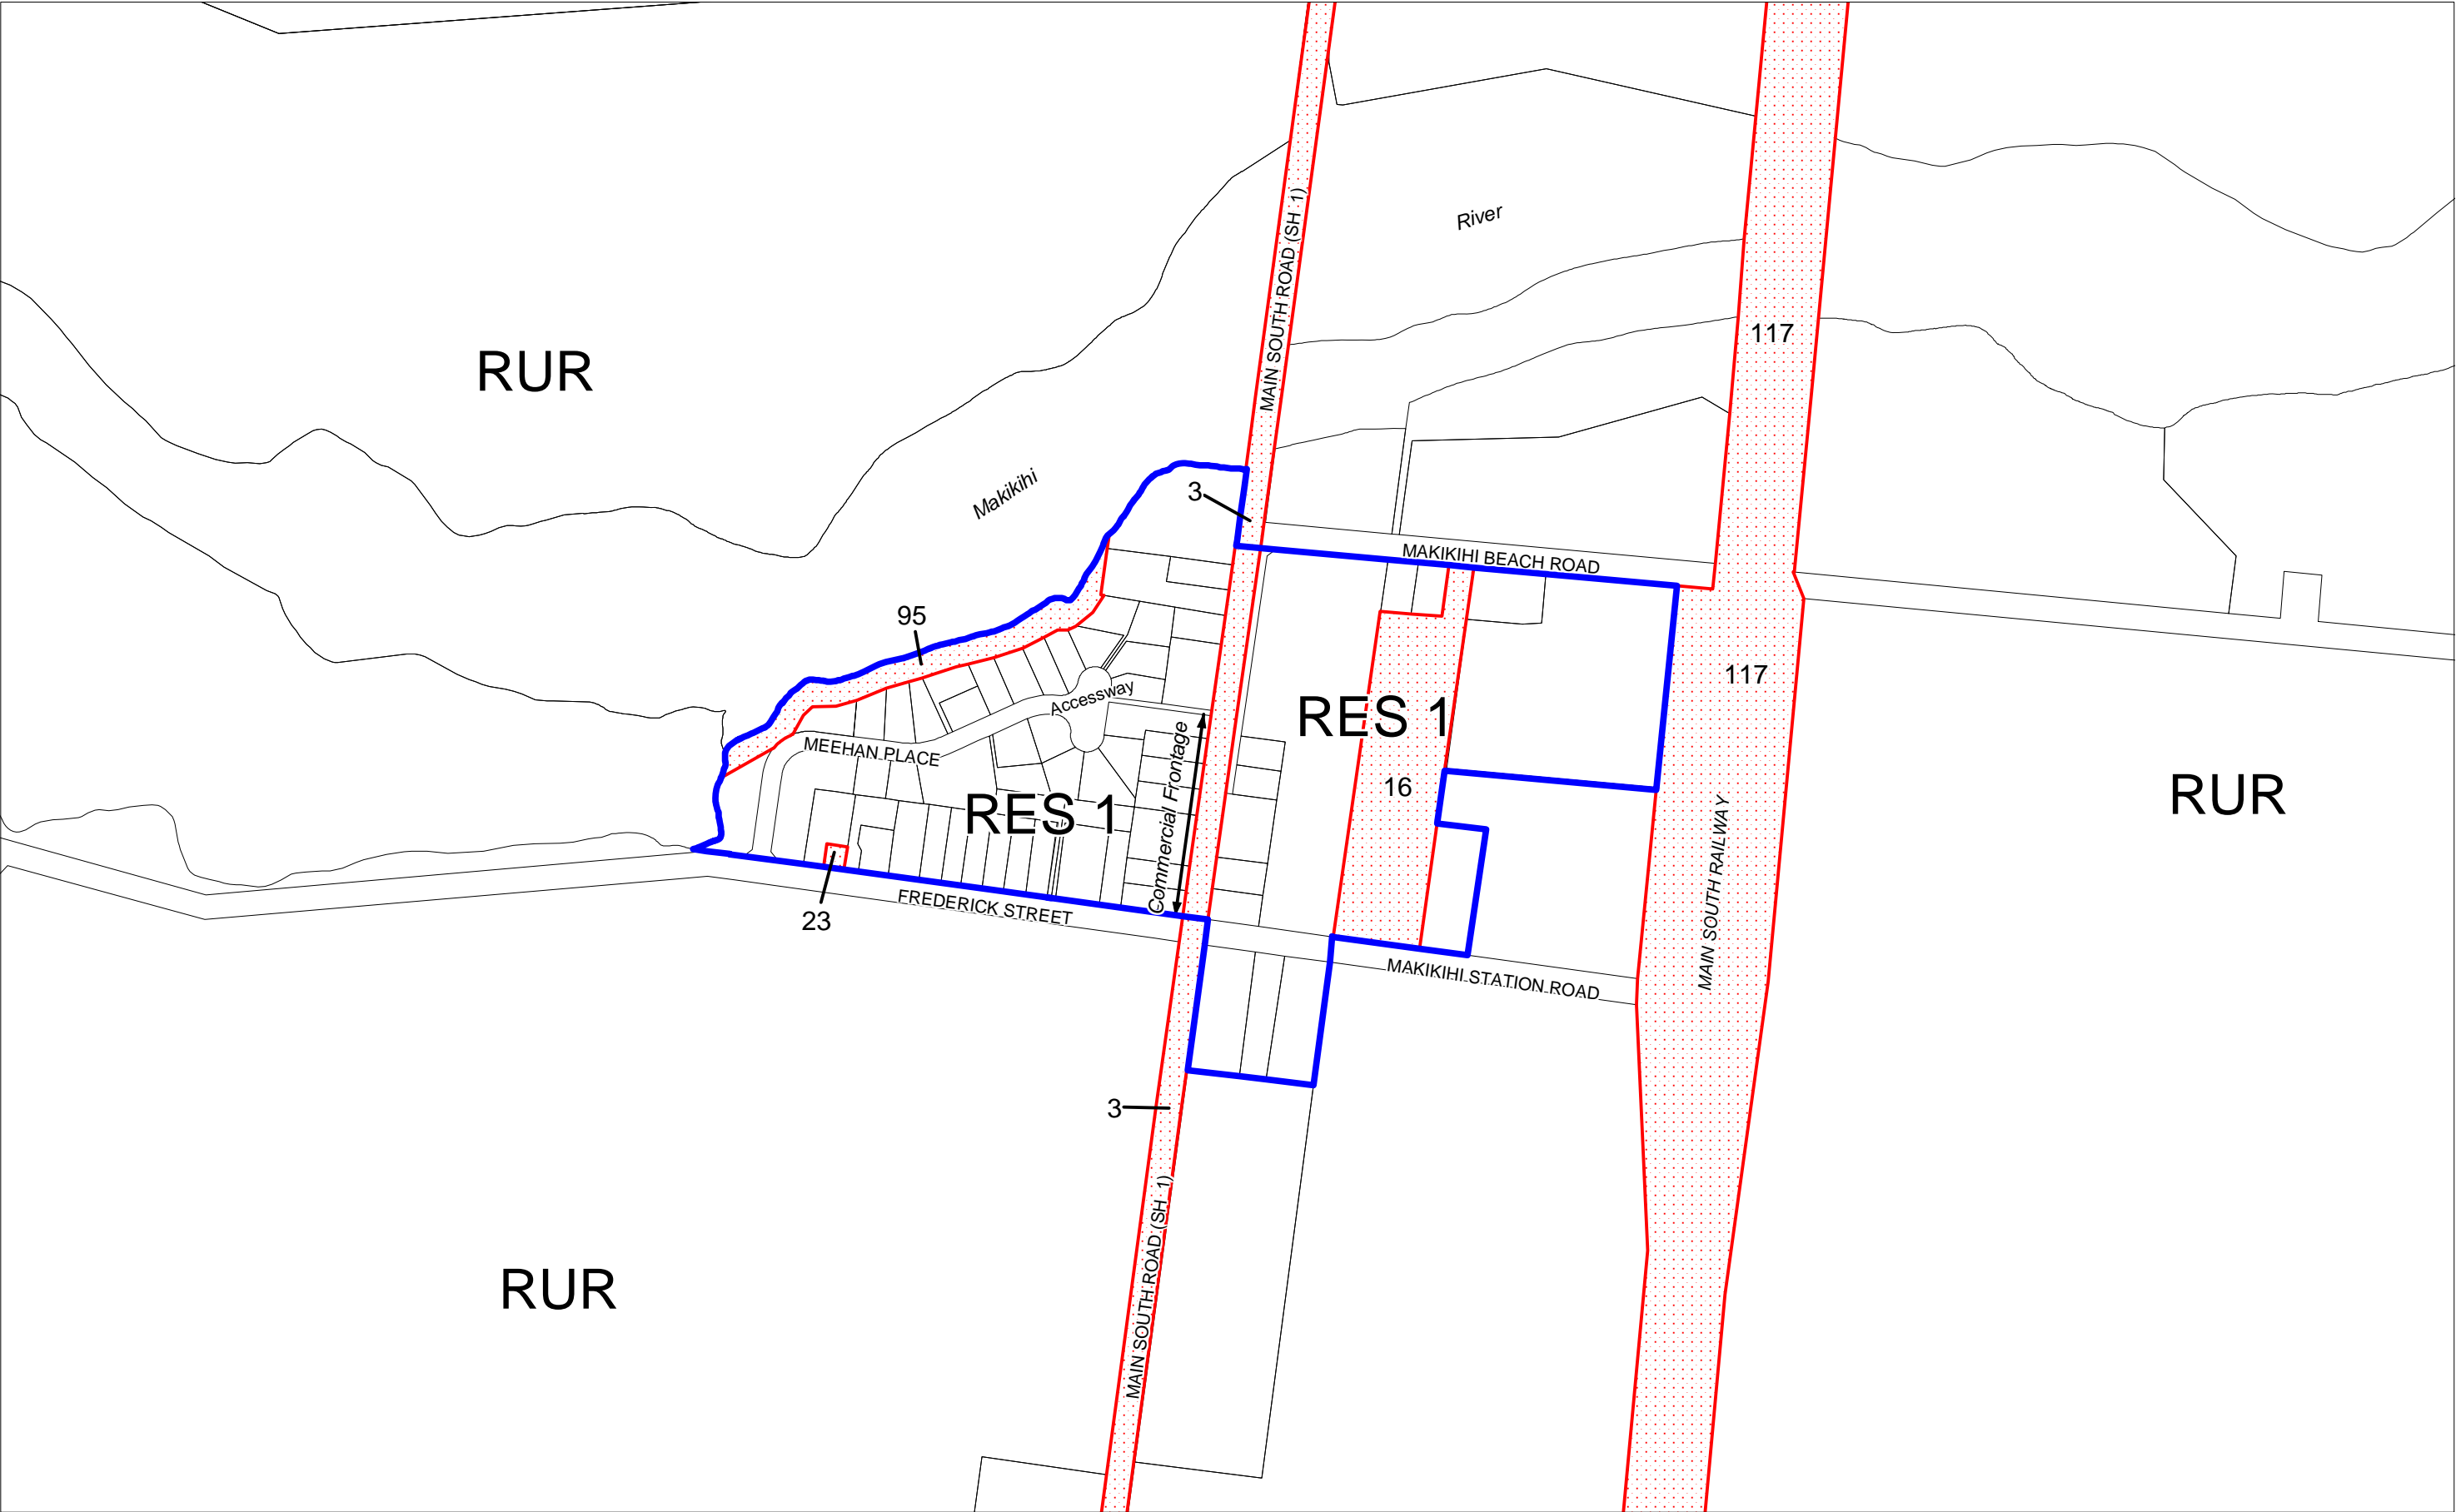 River
MAIN SOUTH ROAD (SH 1)
117
RUR
Makikihi
3
MAKIKIHI BEACH ROAD
95
117
Accessway
RES 1
MEEHAN PLACE
Commercial Frontage
16
RES 1
RUR
MAIN SOUTH RAILWAY
FREDERICK STREET
23
MAKIKIHI STATION ROAD
3
MAIN SOUTH ROAD (SH 1)
RUR